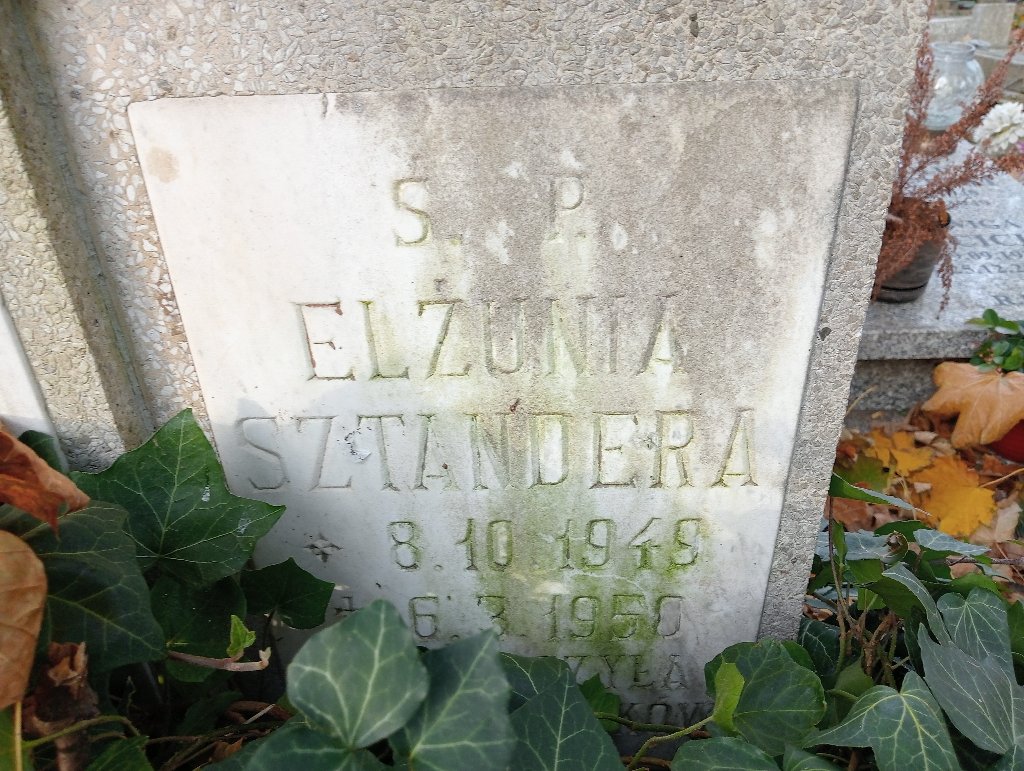 S. P.
ELŻUNIA
SZTANDERA
8.10.1949
6.3.1950